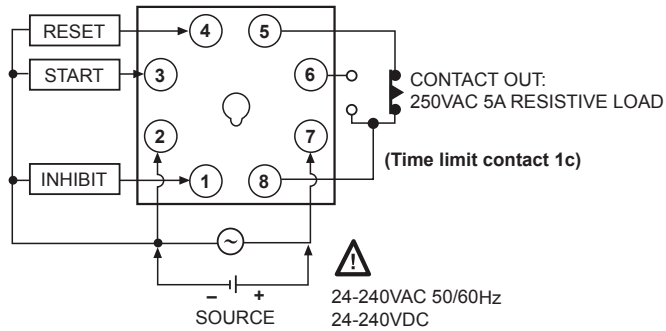 RESET
4
5
START
3
6
CONTACT OUT:
250VAC 5A RESISTIVE LOAD
2
7
(Time limit contact 1c)
INHIBIT
1
8
~
!
– +
SOURCE
24-240VAC 50/60Hz
24-240VDC